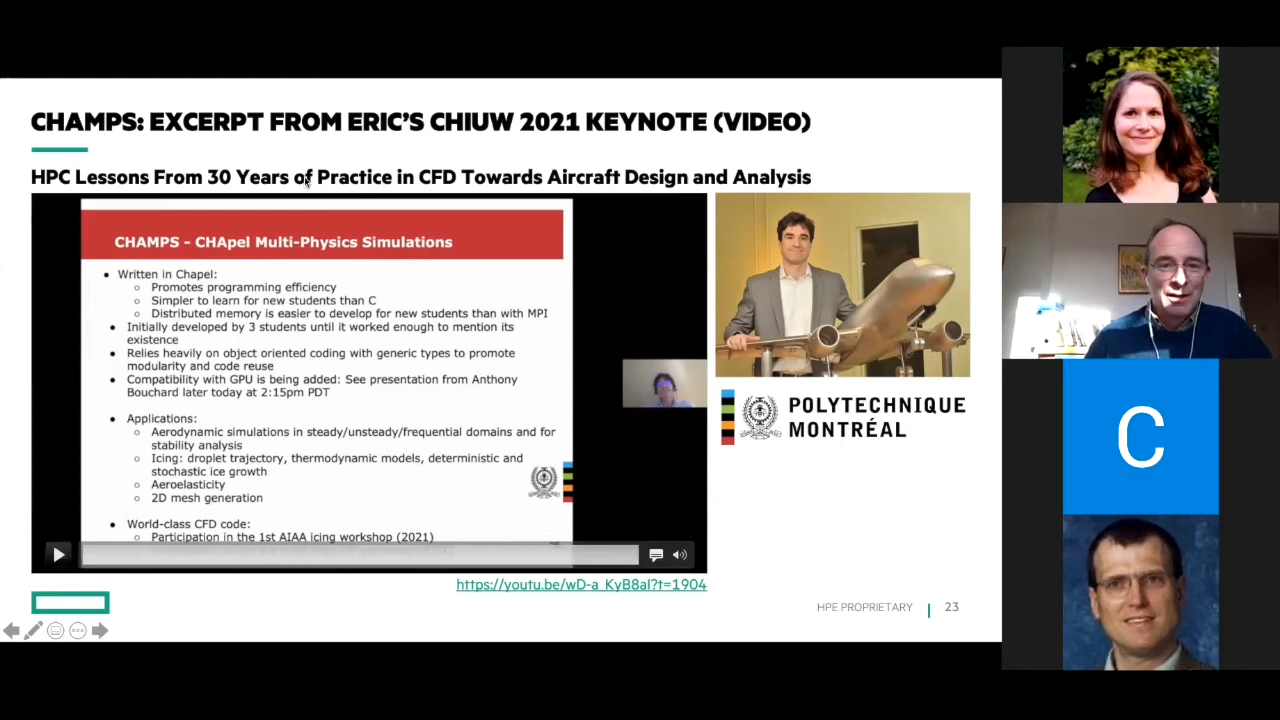 CHAMPS: EXCERPT FROM ERIC'S CHIUW 2021 KEYNOTE (VIDEO)
HPC Lessons From 30 Years of Practice in CFD Towards Aircraft Design and Analysis
CHAMPS - CHApel Multi-Physics Simulations
Written in Chapel:
Promotes programming efficiency
Simpler to learn for new students than C
Distributed memory is easier to develop for new students than with MPI
Initially developed by 3 students until it worked enough to mention its
existence
Relies heavily on object oriented coding with generic types to promote
modularity and code reuse
Compatibility with GPU is being added: See presentation from Anthony
Bouchard later today at 2:15pm PDT
Applications:
Aerodynamic simulations in steady/unsteady/frequential domains and for
stability analysis
Icing: droplet trajectory, thermodynamic models, deterministic and
stochastic ice growth
Aeroelasticity
2D mesh generation
World-class CFD code:
Participation in the 1st AIAA icing workshop (2021)
POLYTECHNIQUE
MONTRÉAL
https://youtu.be/wD-a_KyB8aI?t=1904
HPE PROPRIETARY
23
C